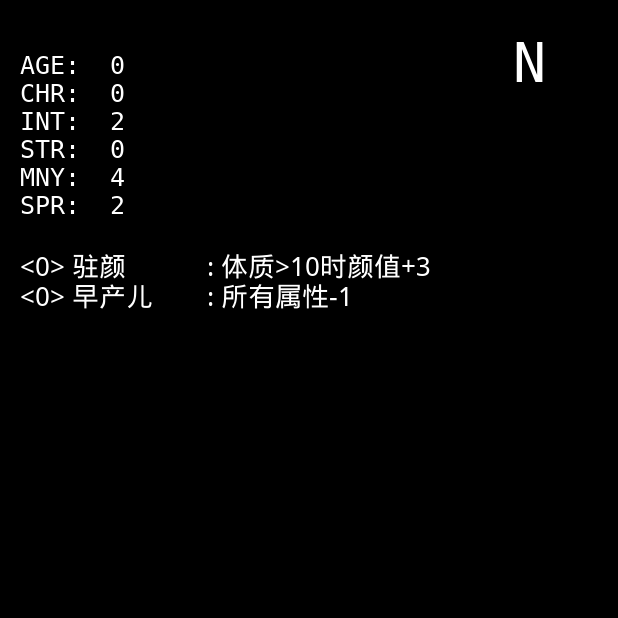 N
AGE: 0
CHR: 0
INT: 2
STR: 0
MNY: 4
SPR: 2
<0> 驻颜 : 体质>10时颜值+3
<0> 早产儿 : 所有属性-1